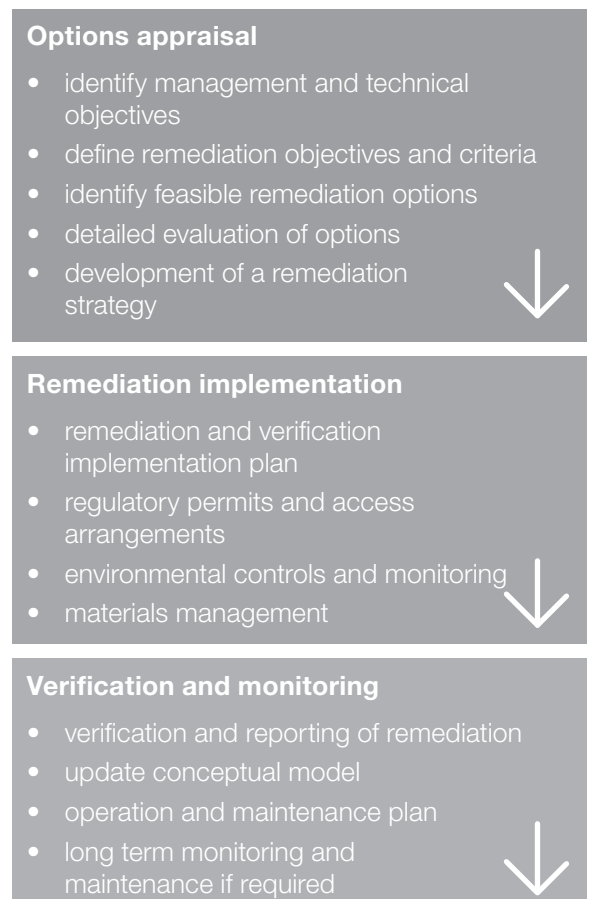 Options appraisal
• identify management and technical
objectives
• define remediation objectives and criteria
• identify feasible remediation options
• detailed evaluation of options
• development of a remediation
strategy
Remediation implementation
• remediation and verification
implementation plan
• regulatory permits and access
arrangements
• environmental controls and monitoring
• materials management
Verification and monitoring
• verification and reporting of remediation
• update conceptual model
• operation and maintenance plan
• long term monitoring and
maintenance if required